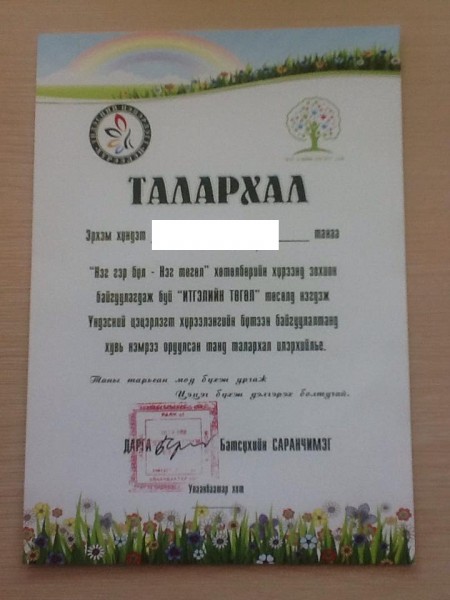 ТАЛАРХАЛ
Эрхэм хүндэт танаа
"Нэг гэр бүл - Нэг төгөл" хөтөлбөрийн хүрээнд зохион
байгуулагдаж буй "ИТГЭЛИЙН ТӨГӨЛ" төсөлд нэгдэж
Үндэсний цэцэрлэгт хүрээлэнгийн бүтээн байгуулалтанд
хувь нэмрээ оруулсан танд талархал илэрхийлье.
Таны тарьсан мод бүхэн ургаж
Цэцэг бүхэн дэлгэрэх болтугай.
ДАРГА Батсүхийн САРАНЧИМЭГ
Улаанбаатар хот